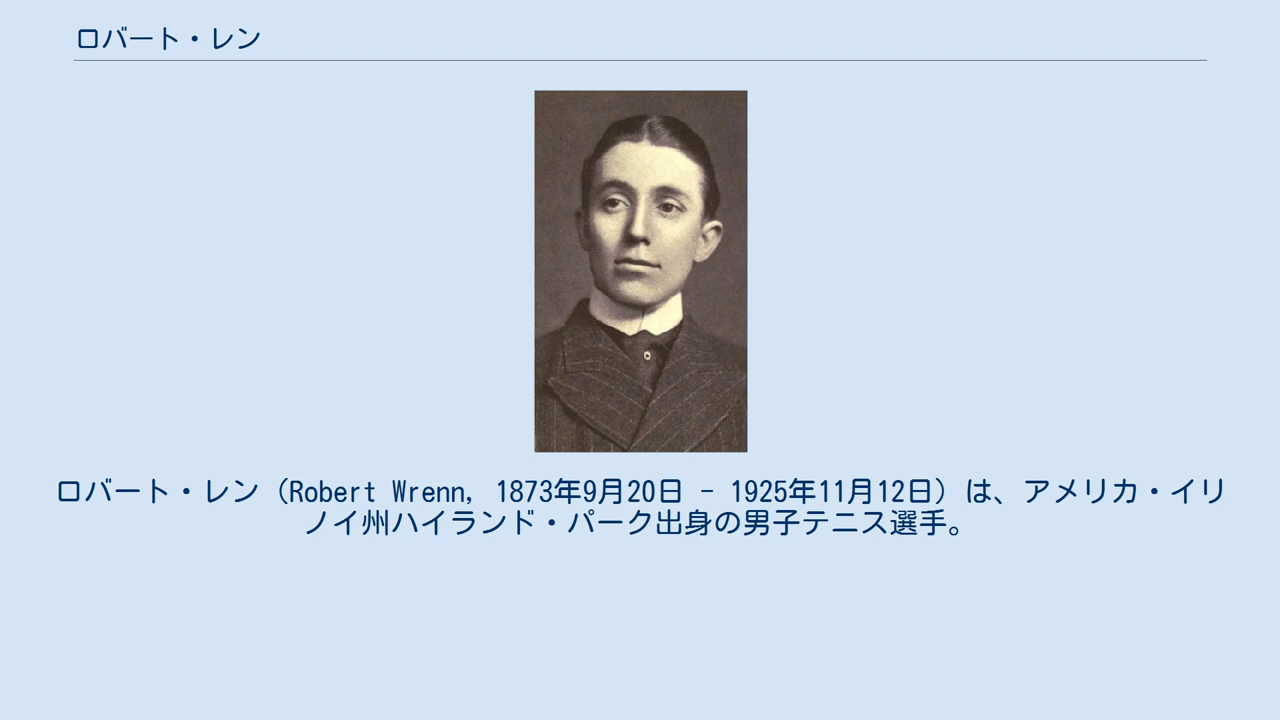 ロバート・レン
ロバート・レン（Robert Wrenn, 1873年9月20日 - 1925年11月12日）は、アメリカ・イリ
ノイ州ハイランド・パーク出身の男子テニス選手。